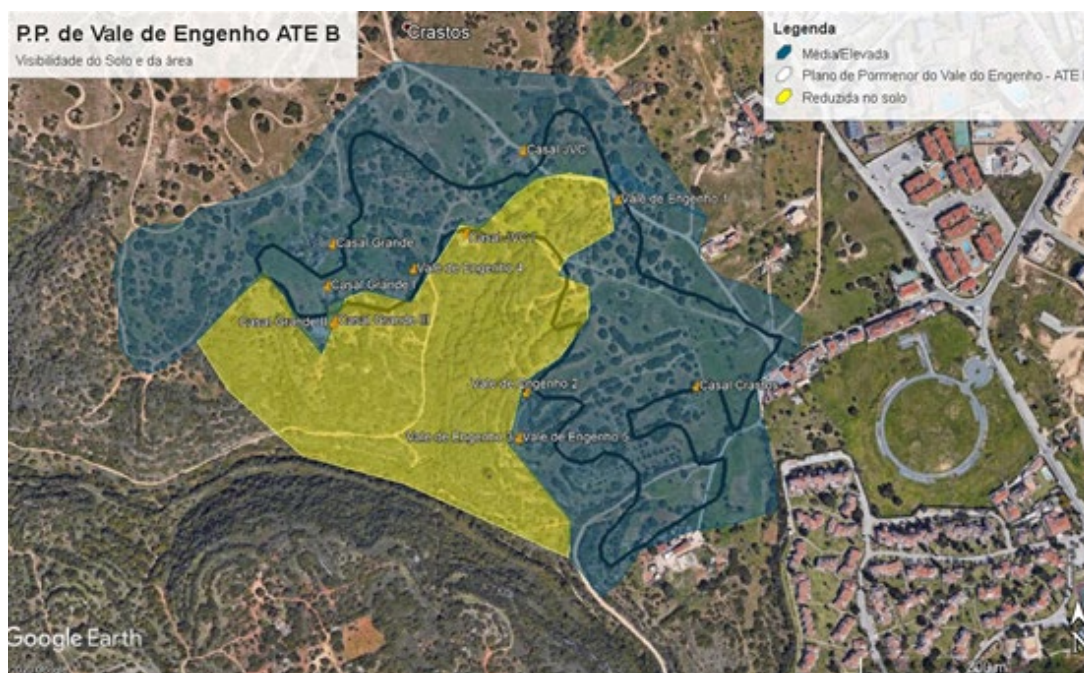 P.P. de Vale de Engenho ATE B
Visibilidade do Solo e da área
Crastos
Legenda
Média/Elevada
Plano de Pormenor do Vale do Engenho - ATE
Reduzida no solo
Casal JVC
Vale de Engenho 1
Casal JVC
Casal Grande
Vale de Engenho 4
Casal Grande I
Casal Grande II
Casal Grande III
Vale de Engenho 2
Casal Crastos
Vale de Engenho 3
Vale de Engenho 5
Google Earth
N